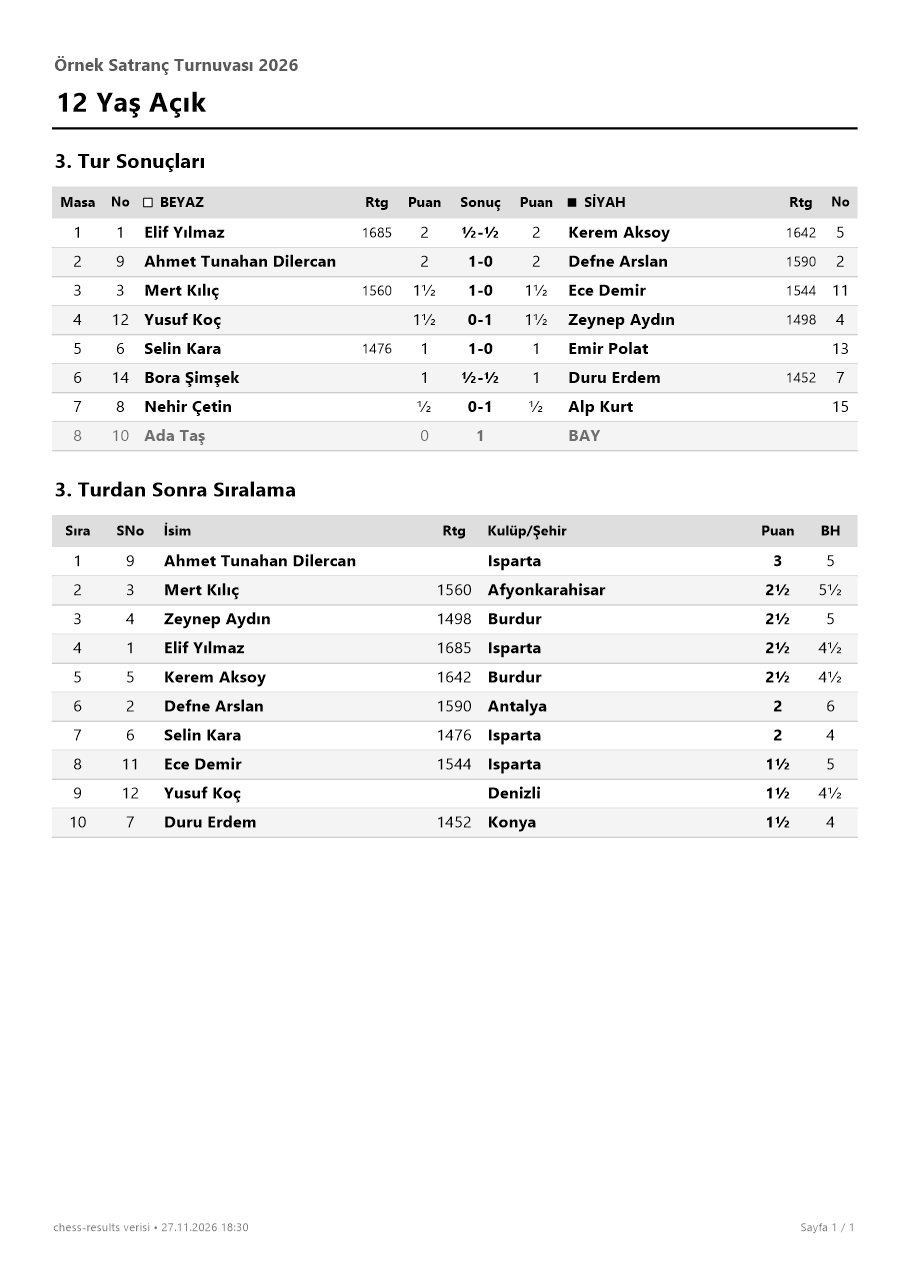 Örnek Satranç Turnuvası 2026
12 Yaş Açık
3. Tur Sonuçları
Masa No □ BEYAZ Rtg Puan Sonuç Puan ■ SİYAH Rtg No
1 1 Elif Yılmaz 1685 2 ½-½ 2 Kerem Aksoy 1642 5
2 9 Ahmet Tunahan Dilercan 2 1-0 2 Defne Arslan 1590 2
3 3 Mert Kılıç 1560 1½ 1-0 1½ Ece Demir 1544 11
4 12 Yusuf Koç 1½ 0-1 1½ Zeynep Aydın 1498 4
5 6 Selin Kara 1476 1 1-0 1 Emir Polat 13
6 14 Bora Şimşek 1 ½-½ 1 Duru Erdem 1452 7
7 8 Nehir Çetin ½ 0-1 ½ Alp Kurt 15
8 10 Ada Taş 0 1 BAY
3. Turdan Sonra Sıralama
Sıra SNo İsim Rtg Kulüp/Şehir Puan BH
1 9 Ahmet Tunahan Dilercan Isparta 3 5
2 3 Mert Kılıç 1560 Afyonkarahisar 2½ 5½
3 4 Zeynep Aydın 1498 Burdur 2½ 5
4 1 Elif Yılmaz 1685 Isparta 2½ 4½
5 5 Kerem Aksoy 1642 Burdur 2½ 4½
6 2 Defne Arslan 1590 Antalya 2 6
7 6 Selin Kara 1476 Isparta 2 4
8 11 Ece Demir 1544 Isparta 1½ 5
9 12 Yusuf Koç Denizli 1½ 4½
10 7 Duru Erdem 1452 Konya 1½ 4
chess-results verisi • 27.11.2026 18:30 Sayfa 1 / 1